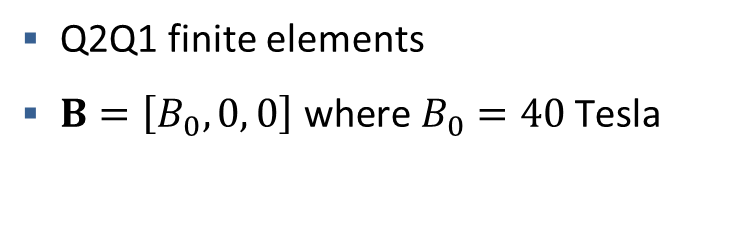 ▪ Q2Q1 finite elements
▪ 𝐁 = [𝐵₀, 0, 0] where 𝐵₀ = 40 Tesla